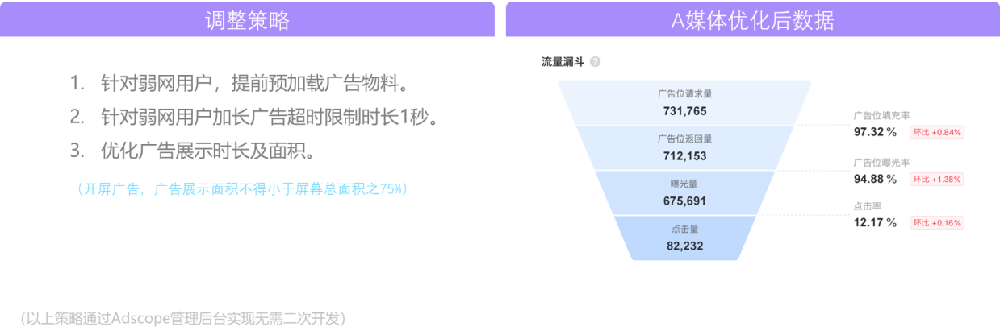 调整策略
1. 针对弱网用户，提前预加载广告物料。
2. 针对弱网用户加长广告超时限制时长1秒。
3. 优化广告展示时长及面积。
（开屏广告，广告展示面积不得小于屏幕总面积之75%）
（以上策略通过Adscope管理后台实现无需二次开发）
A媒体优化后数据
流量漏斗 ?
广告位请求量
731,765
广告位返回量
712,153
曝光量
675,691
点击量
82,232
广告位填充率
97.32 % 环比 +0.84%
广告位曝光率
94.88 % 环比 +1.38%
点击率
12.17 % 环比 +0.16%